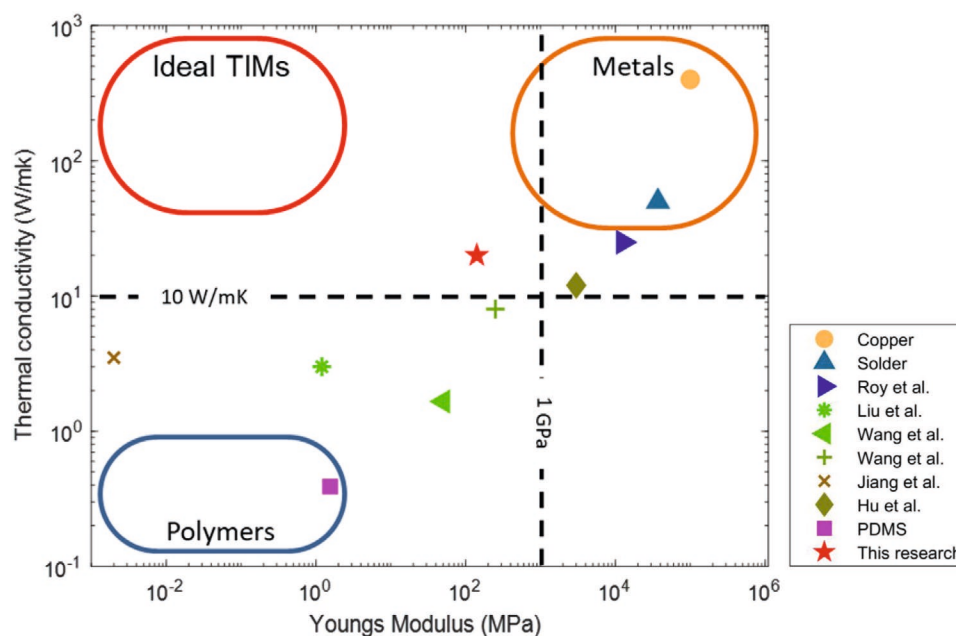 10³
Ideal TIMs
Metals
10²
10 W/mK
10¹
1 GPa
10⁰
Polymers
10⁻¹
10⁻²
10⁰
10²
10⁴
10⁶
Thermal conductivity (W/mk)
Youngs Modulus (MPa)
Copper
Solder
Roy et al.
Liu et al.
Wang et al.
Wang et al.
Jiang et al.
Hu et al.
PDMS
This research